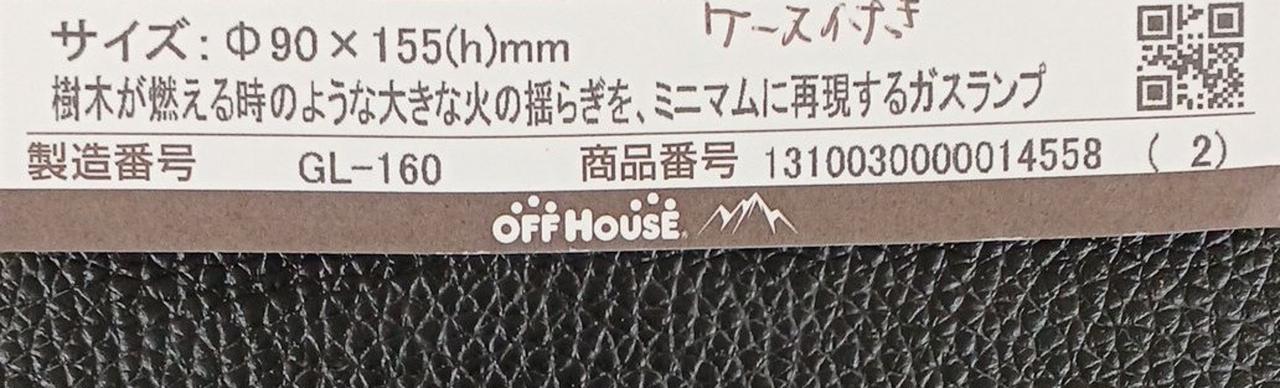 ケース付き
サイズ: Φ90×155(h)mm
樹木が燃える時のような大きな火の揺らぎを、ミニマムに再現するガスランプ
製造番号 GL-160 商品番号 1310030000014558 ( 2)
OFF HOUSE